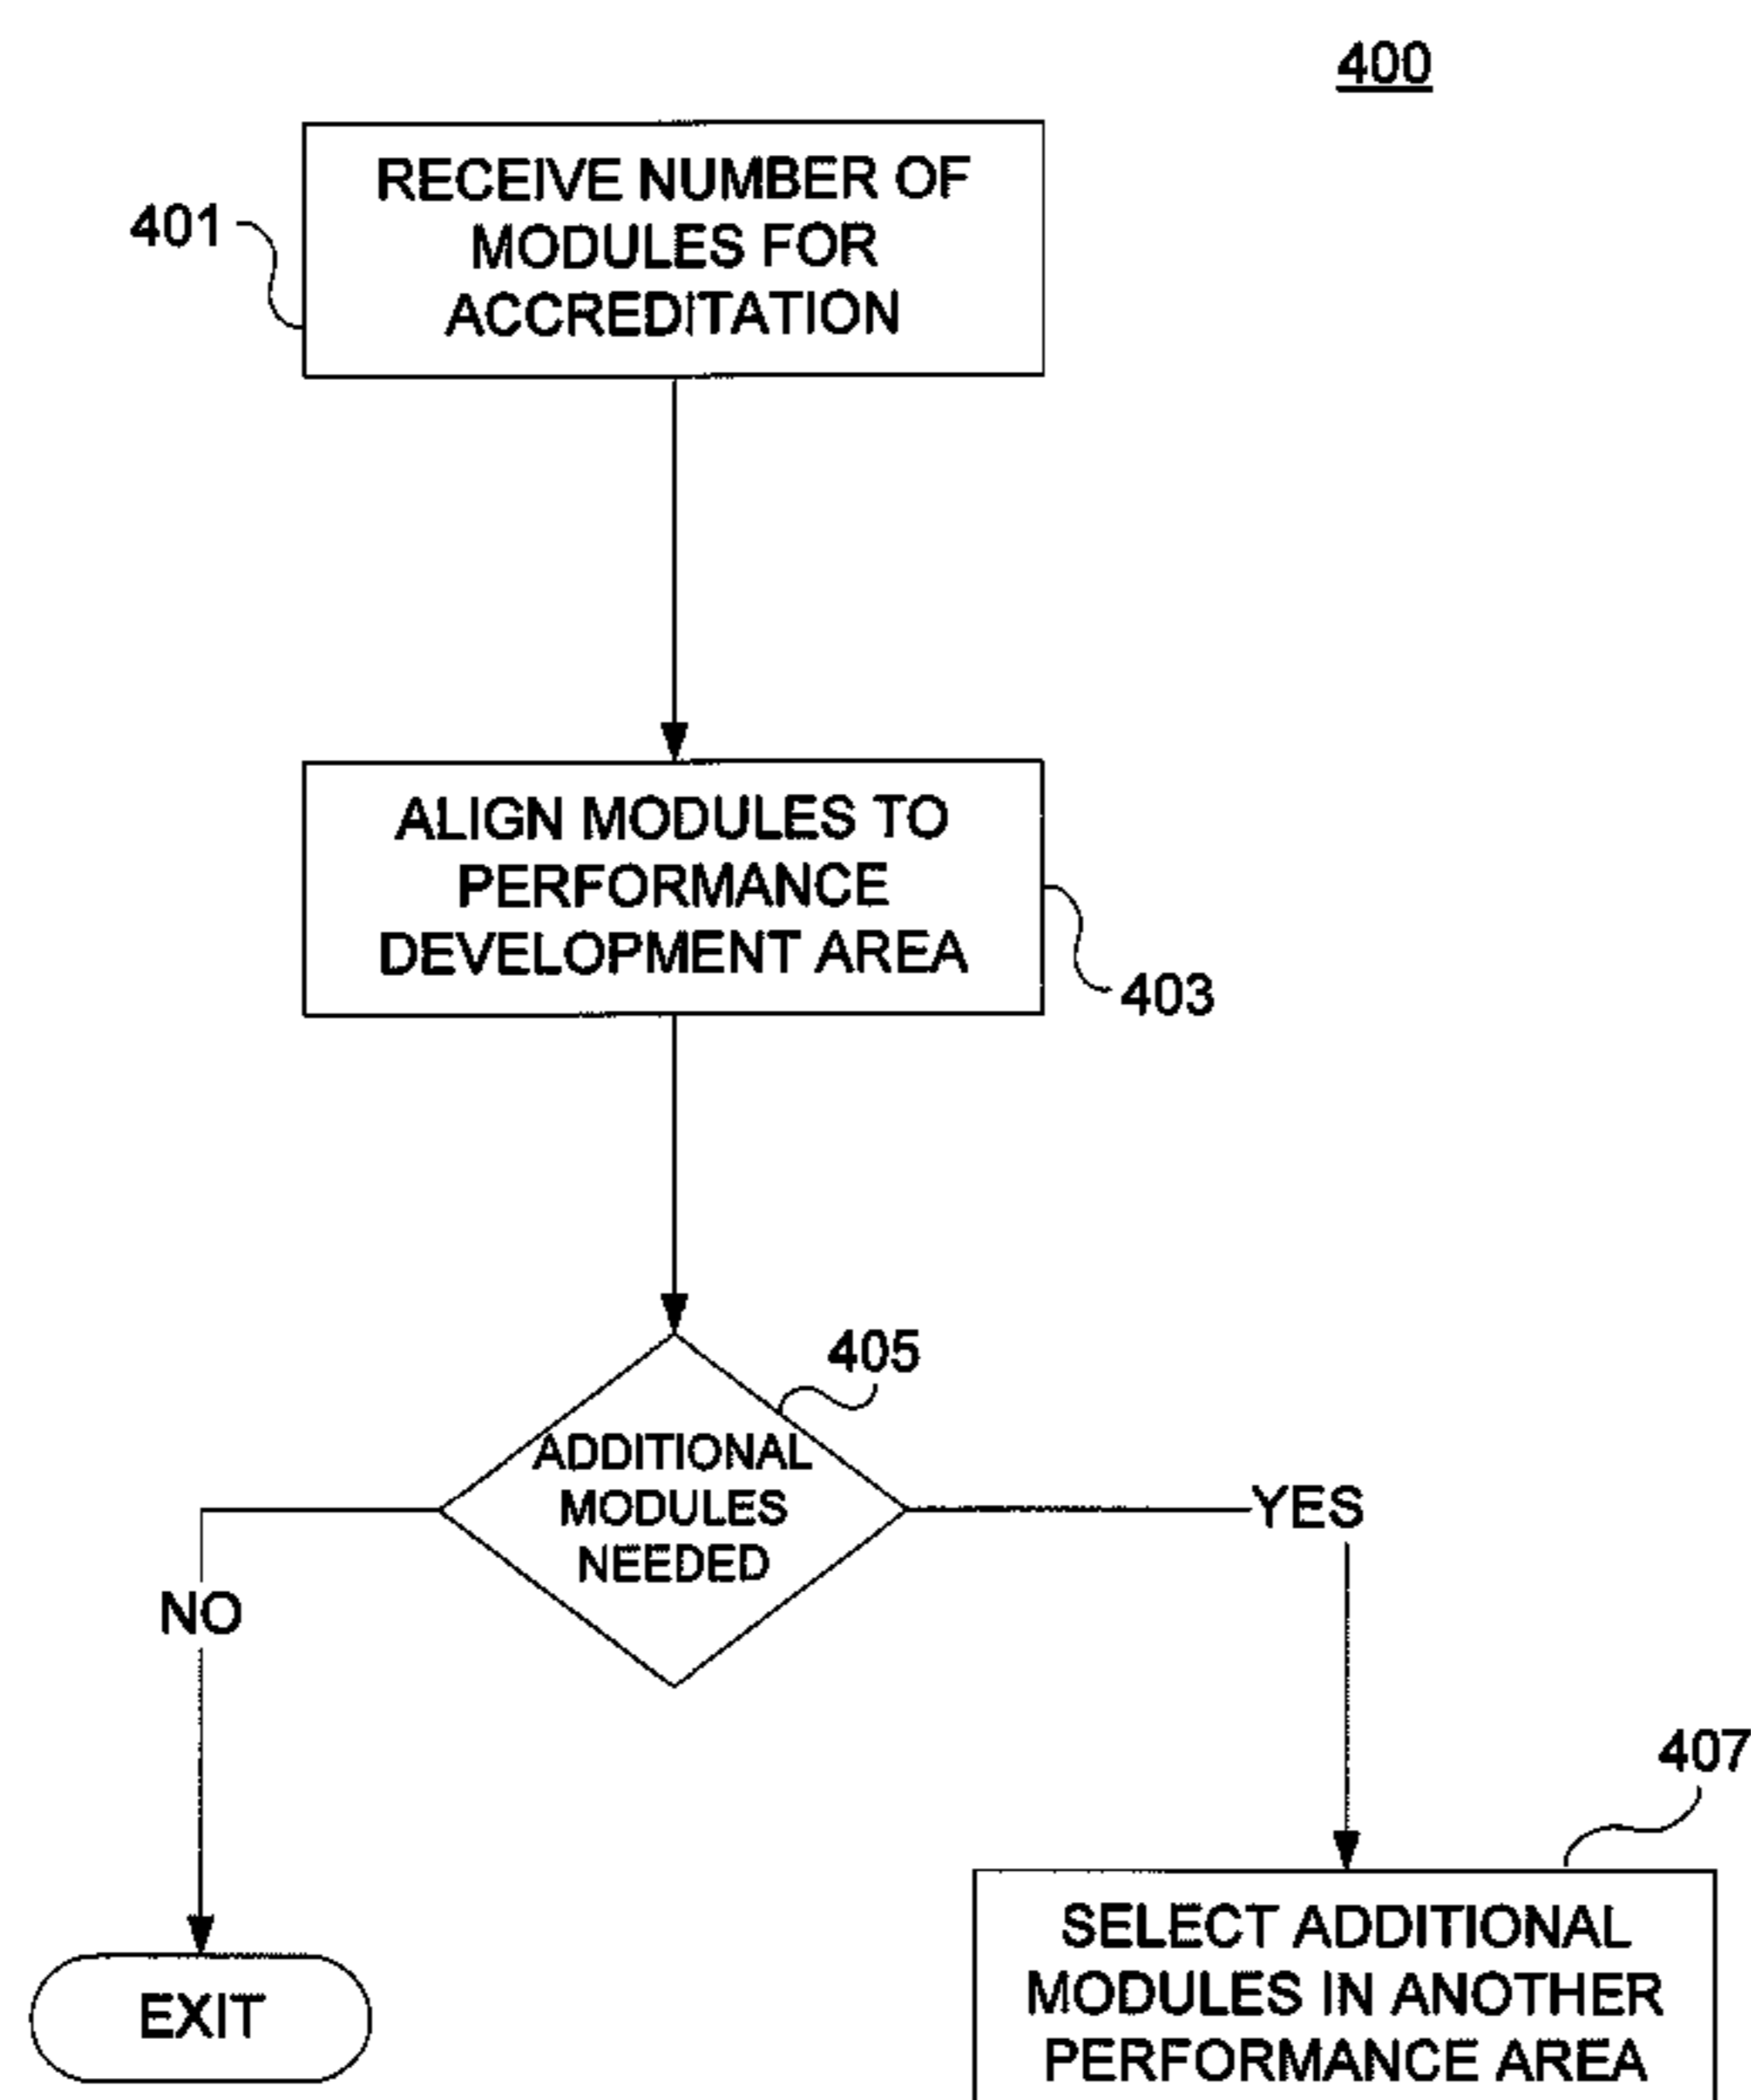 400
RECEIVE NUMBER OF
MODULES FOR
ACCREDITATION
401
ALIGN MODULES TO
PERFORMANCE
DEVELOPMENT AREA
403
405
ADDITIONAL
MODULES
NEEDED
YES
NO
407
SELECT ADDITIONAL
MODULES IN ANOTHER
PERFORMANCE AREA
EXIT